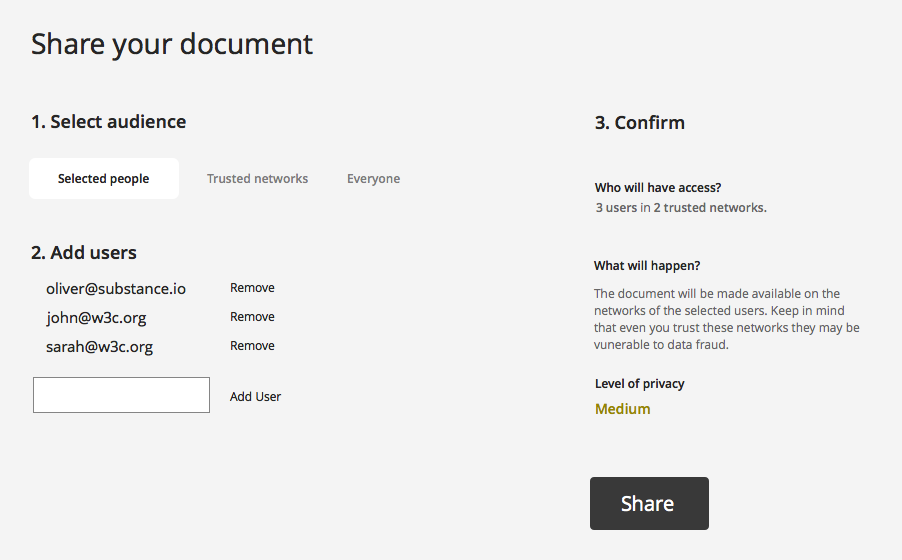 Share your document
1. Select audience
Selected people
Trusted networks
Everyone
2. Add users
oliver@substance.io
Remove
john@w3c.org
Remove
sarah@w3c.org
Remove
Add User
3. Confirm
Who will have access?
3 users in 2 trusted networks.
What will happen?
The document will be made available on the
networks of the selected users. Keep in mind
that even you trust these networks they may be
vunerable to data fraud.
Level of privacy
Medium
Share